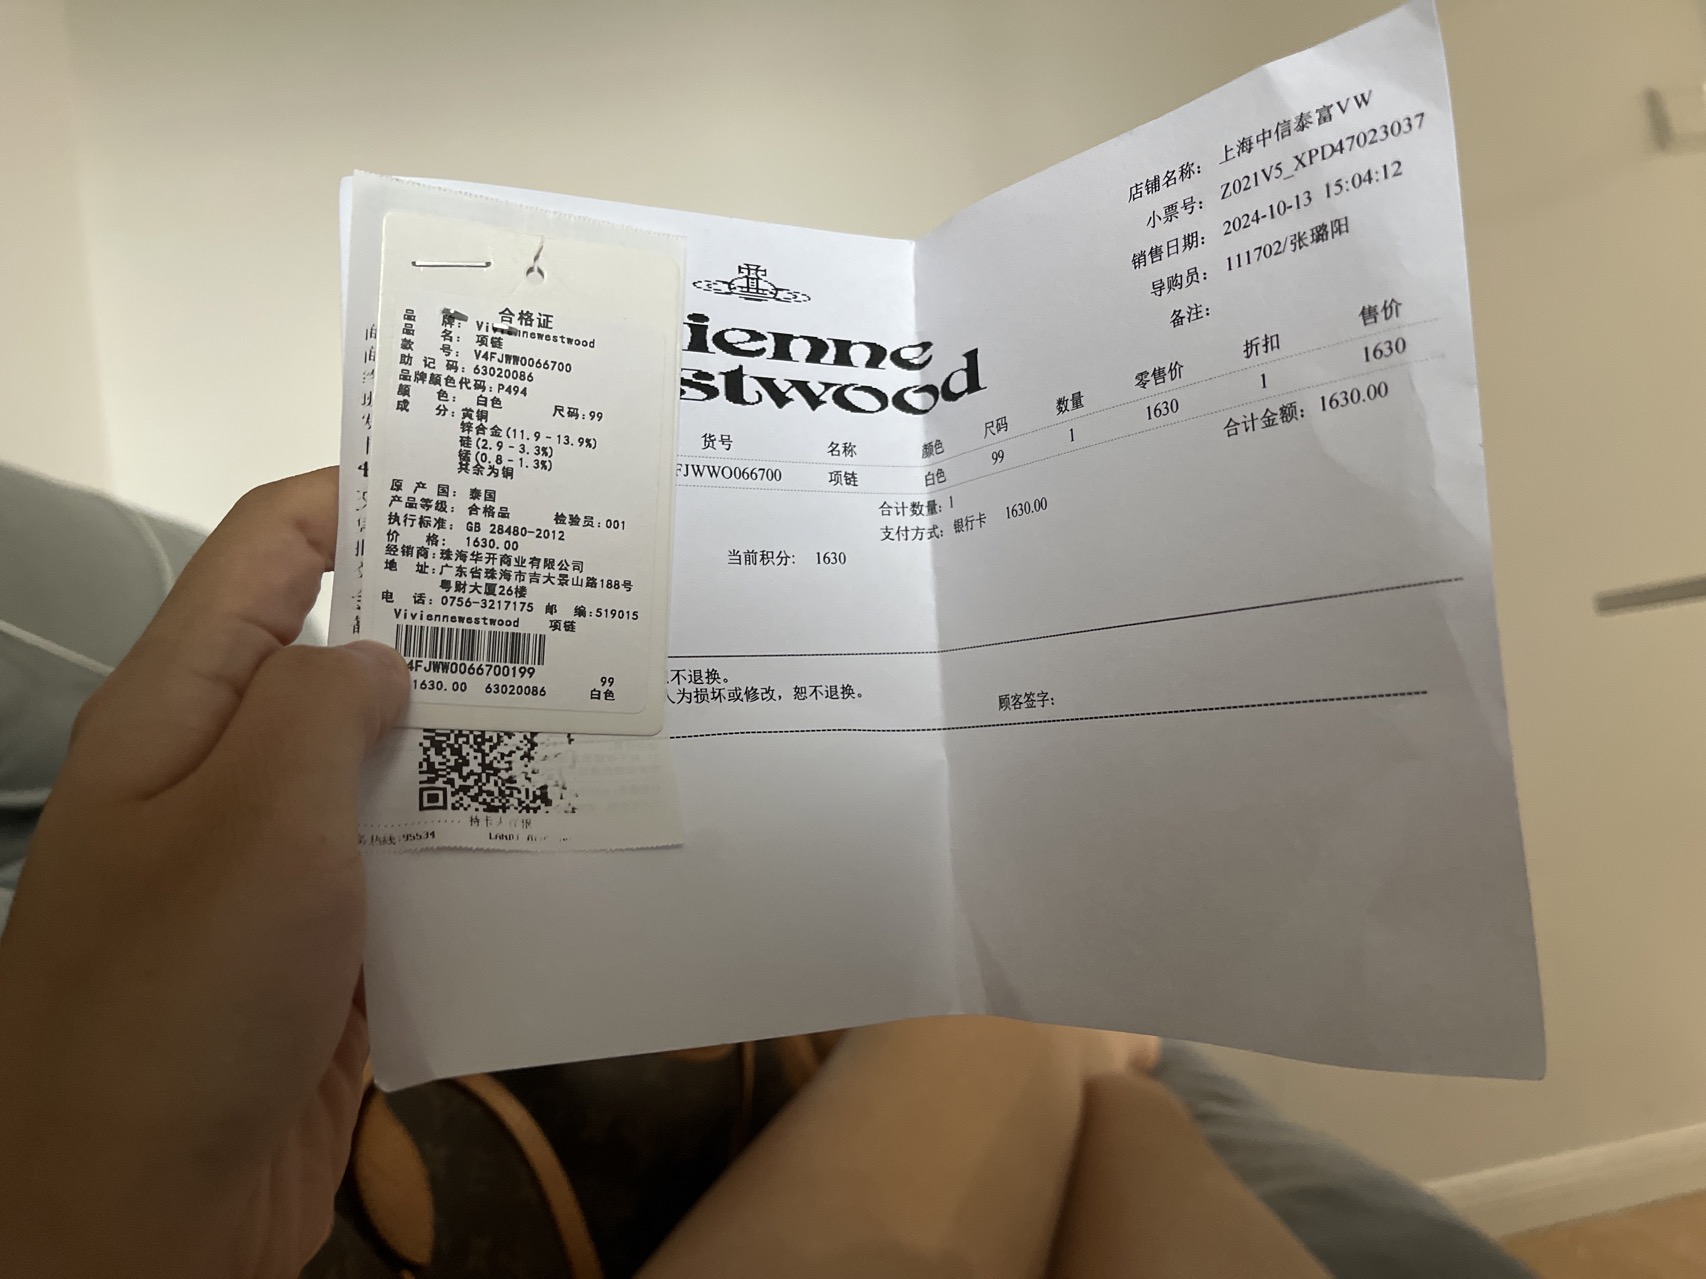 合格证
品 牌: Viviennewestwood
品 名: 项链
款 号: V4FJWW0066700
助 记 码: 63020086
品牌颜色代码: P494
颜 色: 白色 尺码: 99
成 分: 黄铜
锌合金(11.9-13.9%)
硅(2.9-3.3%)
锰(0.8-1.3%)
其余为铜
原 产 国: 泰国
产品等级: 合格品 检验员: 001
执行标准: GB 28480-2012
价 格: 1630.00
经销商: 珠海华开商业有限公司
地 址: 广东省珠海市吉大景山路188号
粤财大厦26楼
电 话: 0756-3217175 邮 编: 519015
Viviennewestwood 项链
4FJWW0066700199
1630.00 63020086 99
白色
热线:95534
ienne
stwood
店铺名称: 上海中信泰富VW
小票号: Z021V5_XPD47023037
销售日期: 2024-10-13 15:04:12
导购员: 111702/张璐阳
备注:
货号 名称 颜色 尺码 数量 零售价 折扣 售价
FJWWO066700 项链 白色 99 1 1630 1 1630
合计数量: 1 合计金额: 1630.00
支付方式: 银行卡 1630.00
当前积分: 1630
不退换。
人为损坏或修改，恕不退换。
顾客签字: